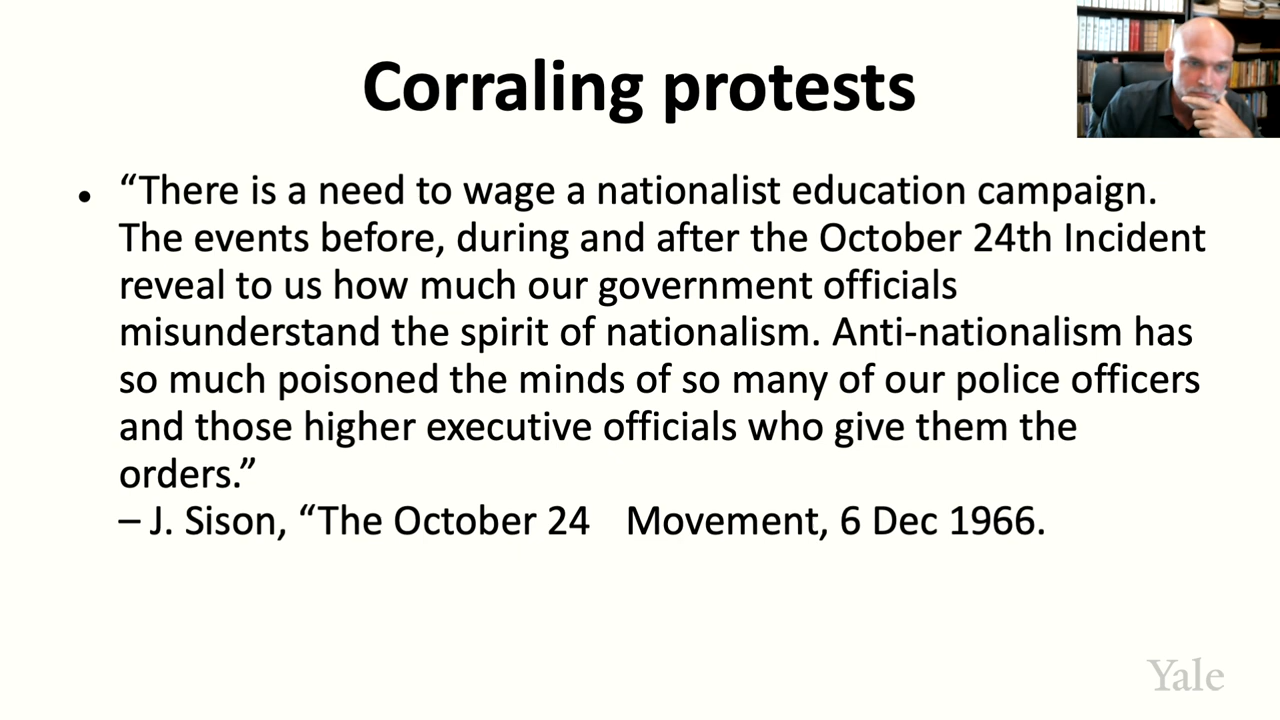 Corraling protests
• “There is a need to wage a nationalist education campaign.
The events before, during and after the October 24th Incident
reveal to us how much our government officials
misunderstand the spirit of nationalism. Anti-nationalism has
so much poisoned the minds of so many of our police officers
and those higher executive officials who give them the
orders.”
– J. Sison, “The October 24 Movement, 6 Dec 1966.
Yale